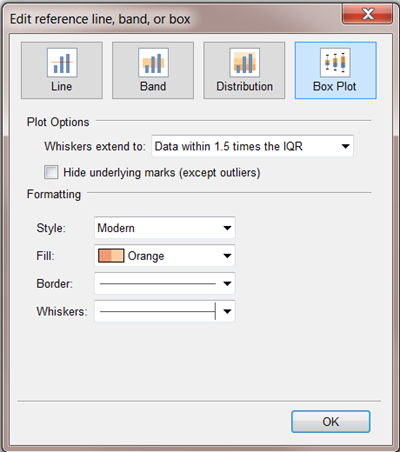 Edit reference line, band, or box
Line Band Distribution Box Plot
Plot Options
Whiskers extend to: Data within 1.5 times the IQR
Hide underlying marks (except outliers)
Formatting
Style: Modern
Fill: Orange
Border:
Whiskers:
OK